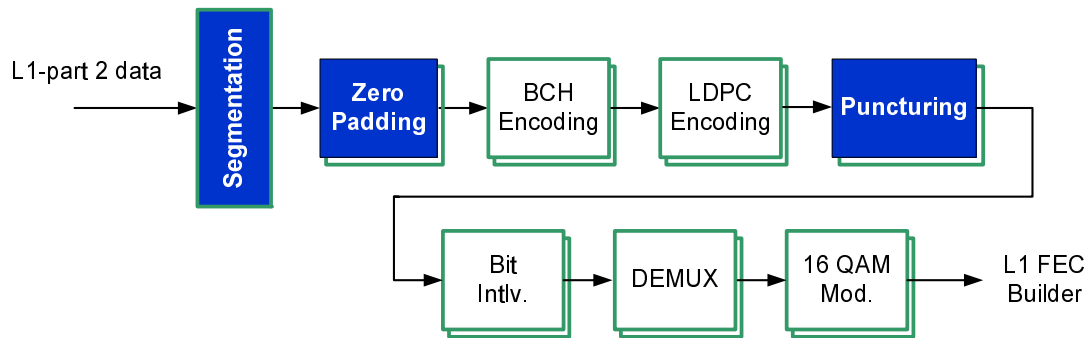 L1-part 2 data
Segmentation
Zero
Padding
BCH
Encoding
LDPC
Encoding
Puncturing
Bit
Intlv.
DEMUX
16 QAM
Mod.
L1 FEC
Builder